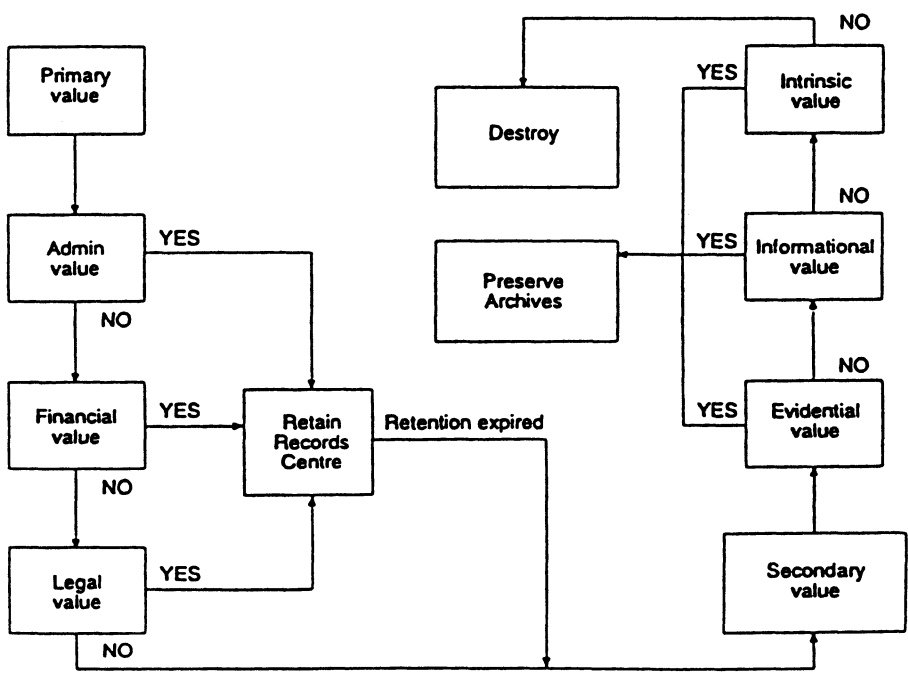 Primary
value
Admin
value
YES
NO
Financial
value
YES
NO
Legal
value
YES
NO
Retain
Records
Centre
Retention expired
Secondary
value
Evidential
value
YES
NO
Informational
value
YES
NO
Intrinsic
value
YES
NO
Preserve
Archives
Destroy